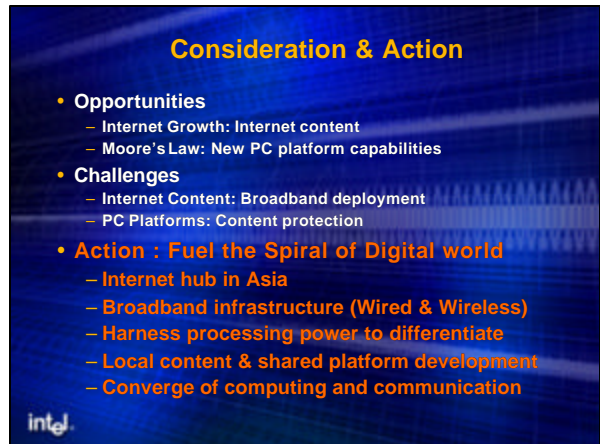 Consideration & Action
• Opportunities
– Internet Growth: Internet content
– Moore's Law: New PC platform capabilities
• Challenges
– Internet Content: Broadband deployment
– PC Platforms: Content protection
• Action : Fuel the Spiral of Digital world
– Internet hub in Asia
– Broadband infrastructure (Wired & Wireless)
– Harness processing power to differentiate
– Local content & shared platform development
– Converge of computing and communication
intel.